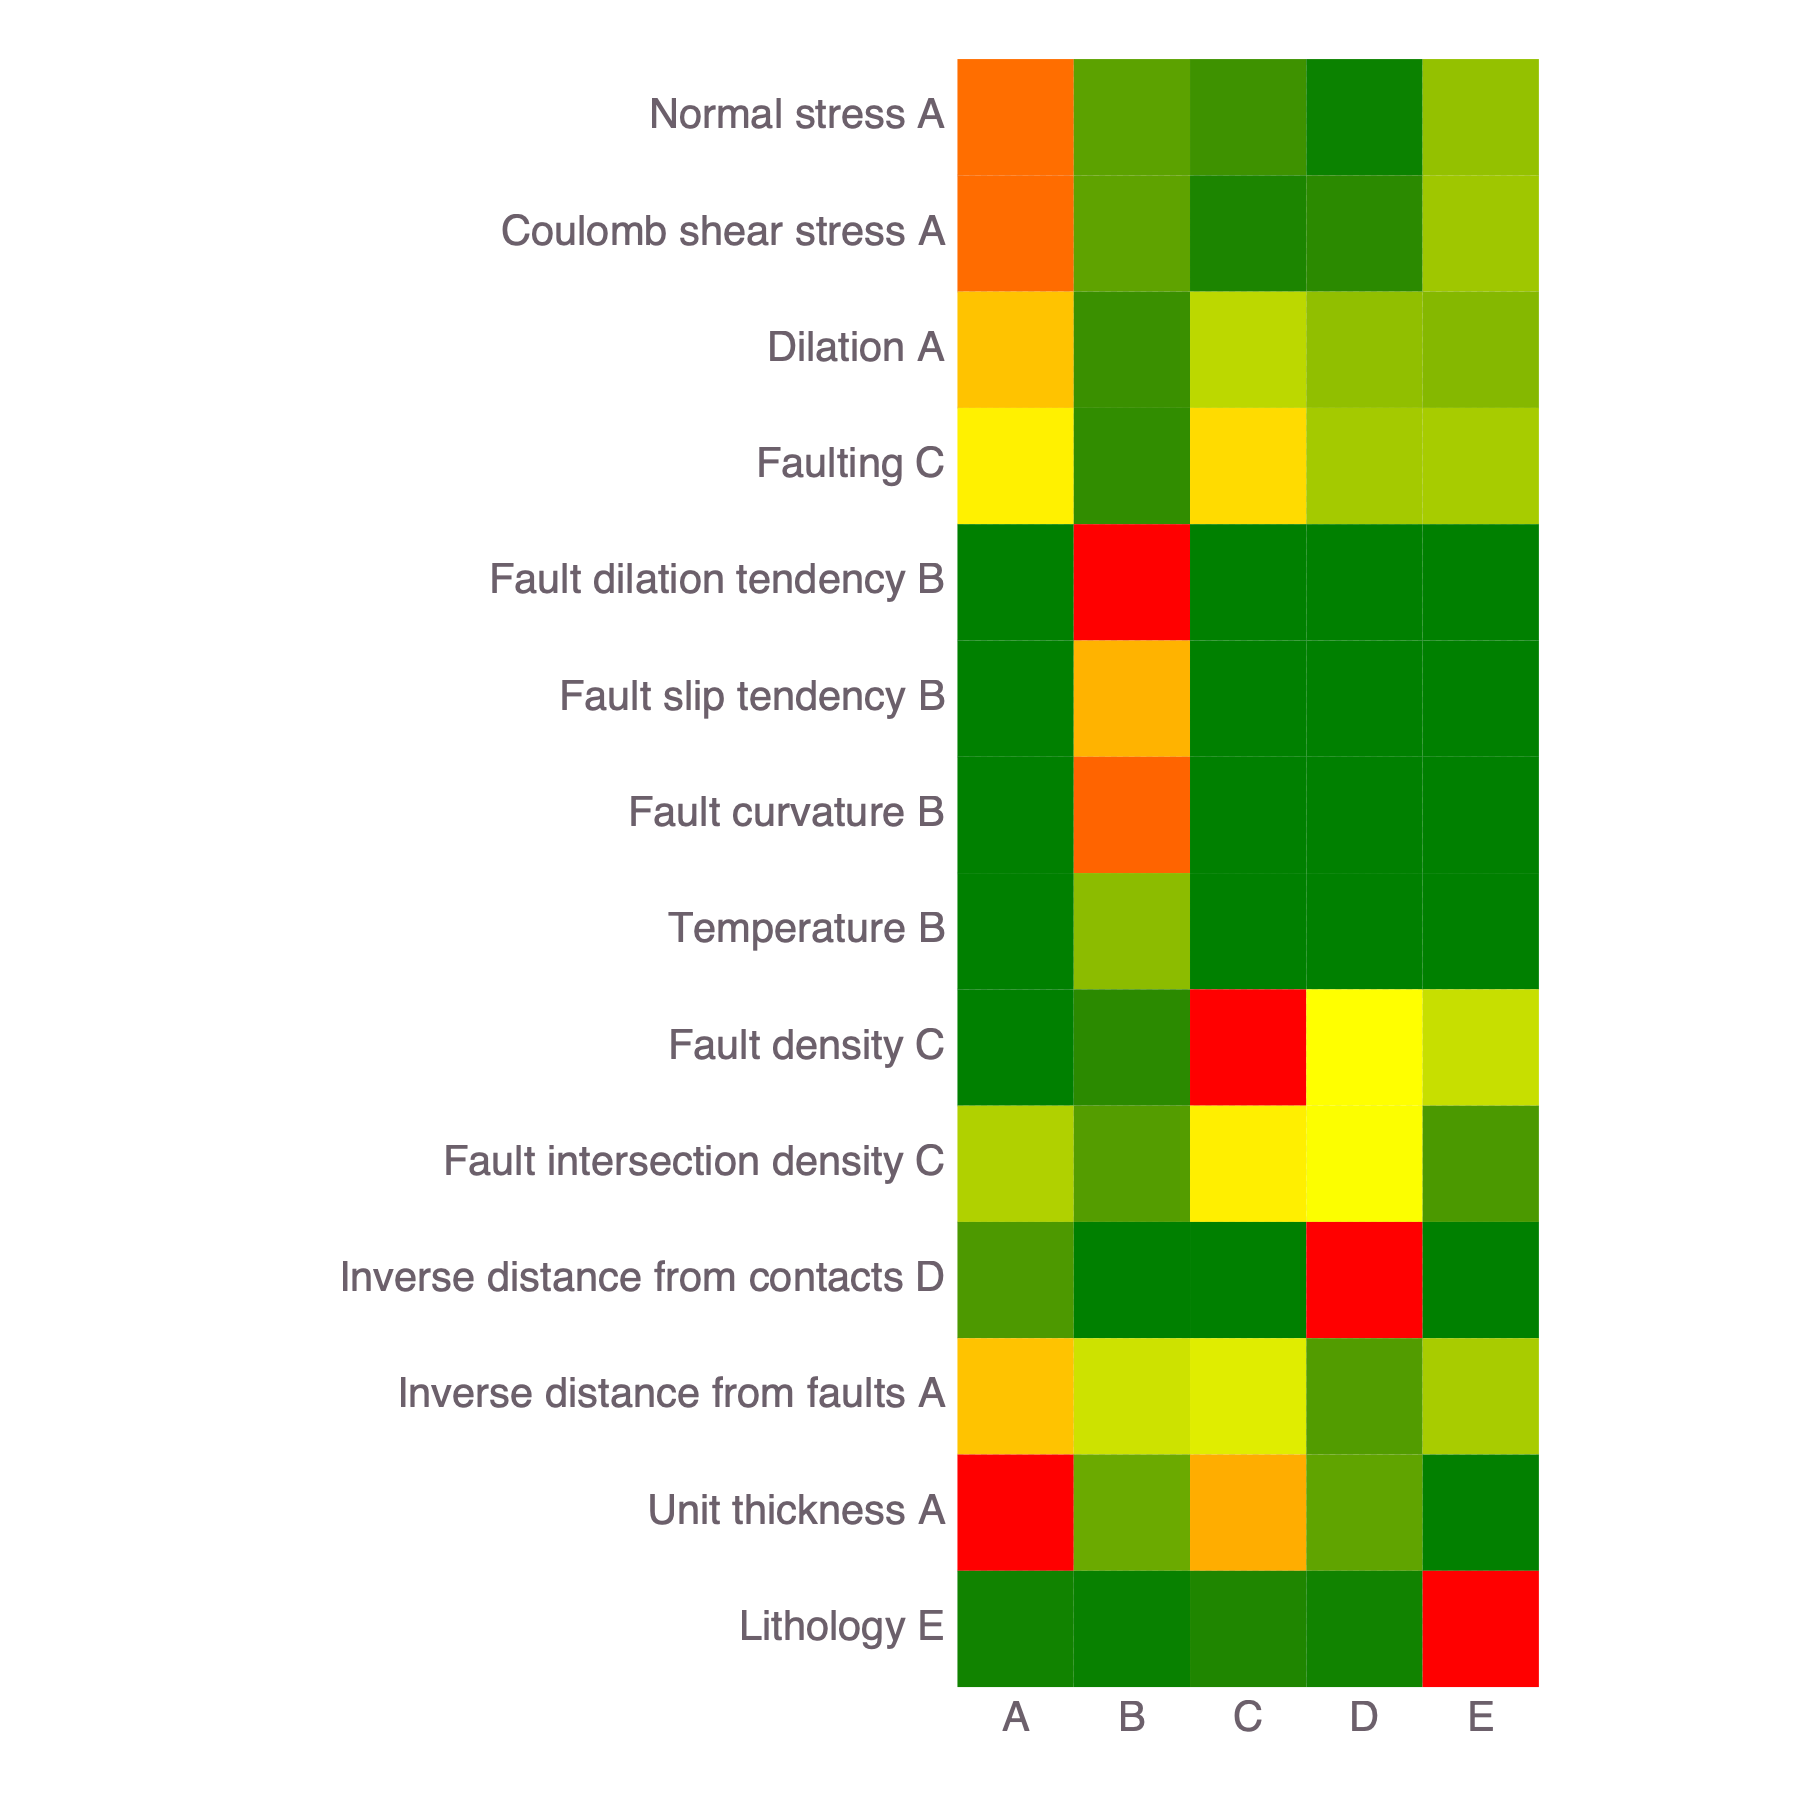 Normal stress A
Coulomb shear stress A
Dilation A
Faulting C
Fault dilation tendency B
Fault slip tendency B
Fault curvature B
Temperature B
Fault density C
Fault intersection density C
Inverse distance from contacts D
Inverse distance from faults A
Unit thickness A
Lithology E
A B C D E